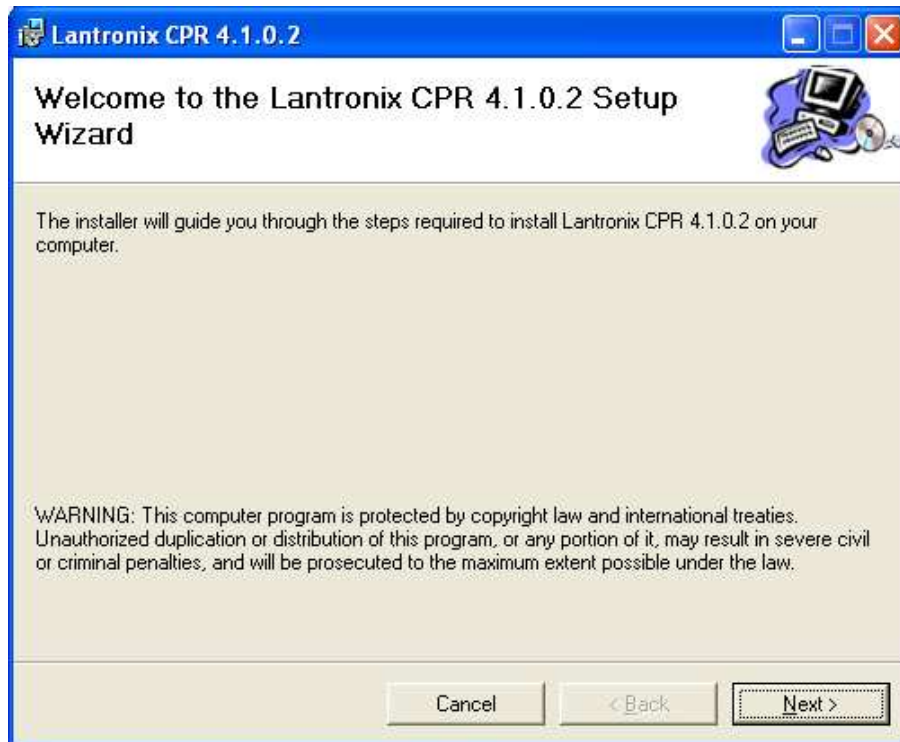 Lantronix CPR 4.1.0.2
Welcome to the Lantronix CPR 4.1.0.2 Setup
Wizard
The installer will guide you through the steps required to install Lantronix CPR 4.1.0.2 on your
computer.
WARNING: This computer program is protected by copyright law and international treaties.
Unauthorized duplication or distribution of this program, or any portion of it, may result in severe civil
or criminal penalties, and will be prosecuted to the maximum extent possible under the law.
Cancel
< Back
Next >